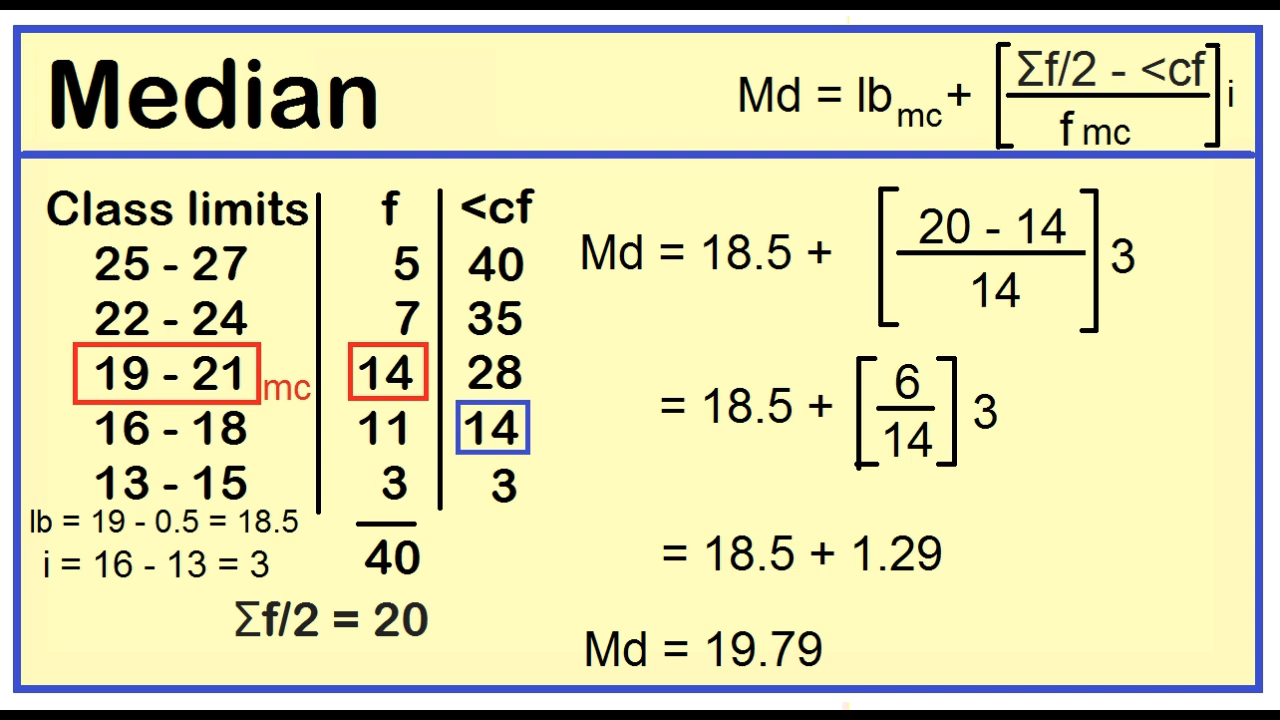 Median
Md = lbmc + [Σf/2 - <cf / f mc] i
Class limits f <cf
25 - 27 5 40
22 - 24 7 35
19 - 21 mc 14 28
16 - 18 11 14
13 - 15 3 3
lb = 19 - 0.5 = 18.5
i = 16 - 13 = 3
40
Σf/2 = 20
Md = 18.5 + [20 - 14 / 14] 3
= 18.5 + [6 / 14] 3
= 18.5 + 1.29
Md = 19.79